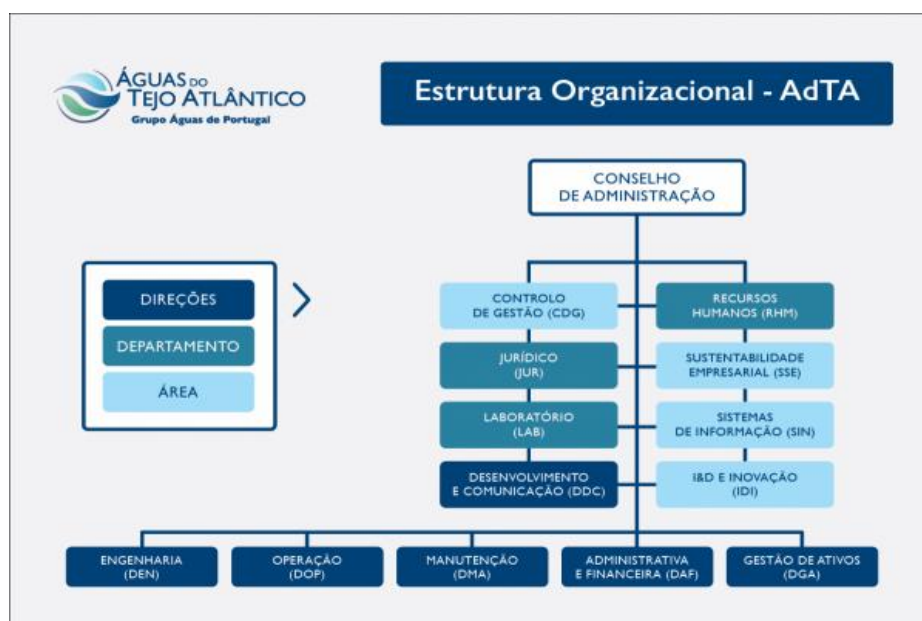 ÁGUAS DO
TEJO ATLÂNTICO
Grupo Águas de Portugal
Estrutura Organizacional - AdTA
CONSELHO
DE ADMINISTRAÇÃO
DIREÇÕES
DEPARTAMENTO
ÁREA
CONTROLO
DE GESTÃO (CDG)
RECURSOS
HUMANOS (RHM)
JURÍDICO
(JUR)
SUSTENTABILIDADE
EMPRESARIAL (SSE)
LABORATÓRIO
(LAB)
SISTEMAS
DE INFORMAÇÃO (SIN)
DESENVOLVIMENTO
E COMUNICAÇÃO (DDC)
I&D E INOVAÇÃO
(IDI)
ENGENHARIA
(DEN)
OPERAÇÃO
(DOP)
MANUTENÇÃO
(DMA)
ADMINISTRATIVA
E FINANCEIRA (DAF)
GESTÃO DE ATIVOS
(DGA)